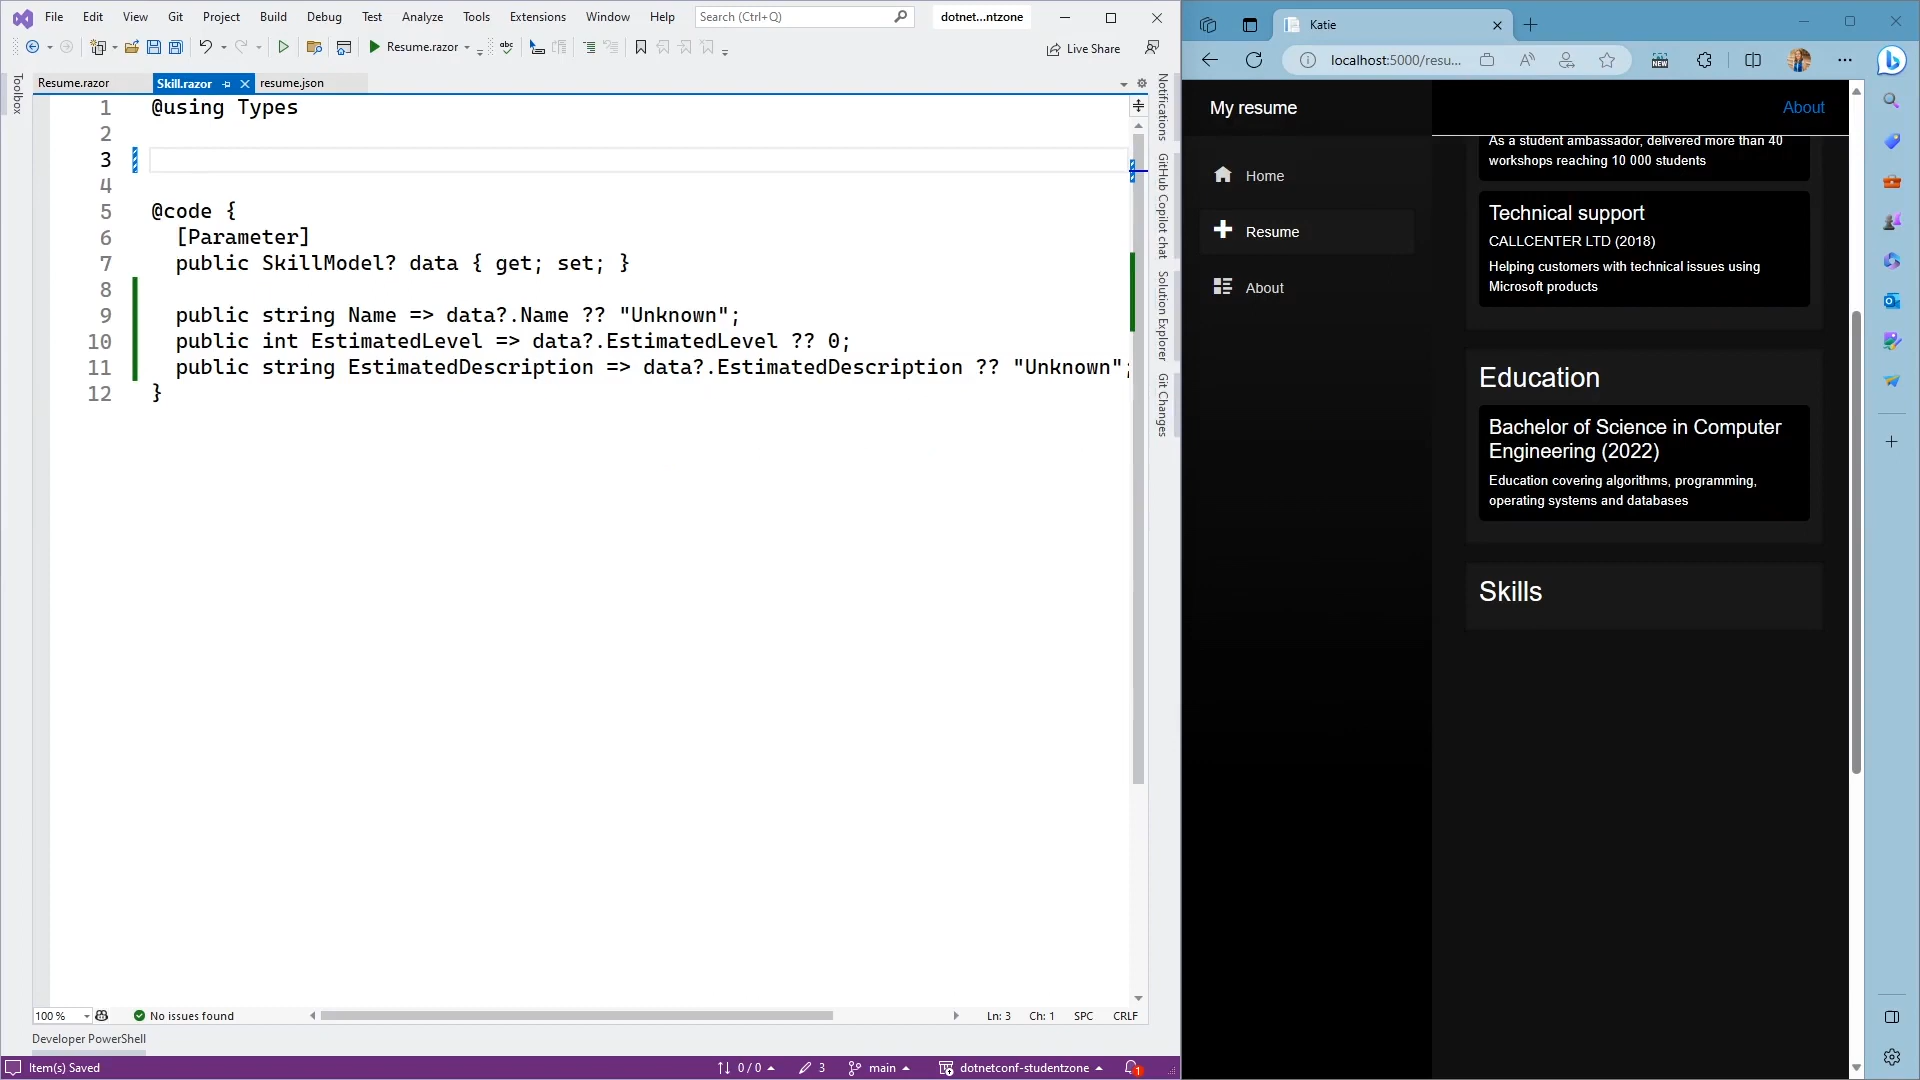 File Edit View Git Project Build Debug Test Analyze Tools Extensions Window Help Search (Ctrl+Q) dotnet...ntzone
Resume.razor abc Live Share
Toolbox
Resume.razor Skill.razor resume.json
1 @using Types
2
3
4
5 @code {
6 [Parameter]
7 public SkillModel? data { get; set; }
8
9 public string Name => data?.Name ?? "Unknown";
10 public int EstimatedLevel => data?.EstimatedLevel ?? 0;
11 public string EstimatedDescription => data?.EstimatedDescription ?? "Unknown";
12 }
Notifications
GitHub Copilot chat
Solution Explorer
Git Changes
100 % No issues found Ln: 3 Ch: 1 SPC CRLF
Developer PowerShell
Item(s) Saved 0 / 0 3 main dotnetconf-studentzone 1
Katie
localhost:5000/resu... A NEW
My resume
About
Home
Resume
About
As a student ambassador, delivered more than 40
workshops reaching 10 000 students
Technical support
CALLCENTER LTD (2018)
Helping customers with technical issues using
Microsoft products
Education
Bachelor of Science in Computer
Engineering (2022)
Education covering algorithms, programming,
operating systems and databases
Skills